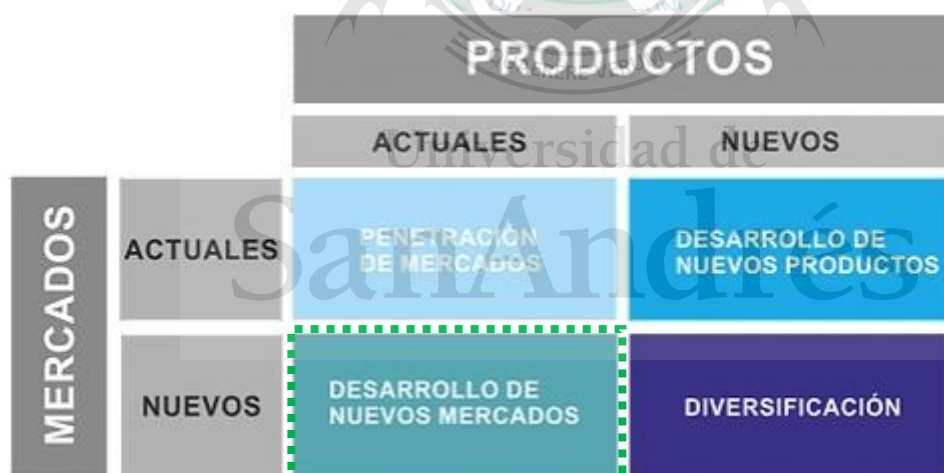 PRODUCTOS
ACTUALES
NUEVOS
Universidad de
SanAndrés
MERCADOS
ACTUALES
PENETRACIÓN
DE MERCADOS
DESARROLLO DE
NUEVOS PRODUCTOS
NUEVOS
DESARROLLO DE
NUEVOS MERCADOS
DIVERSIFICACIÓN